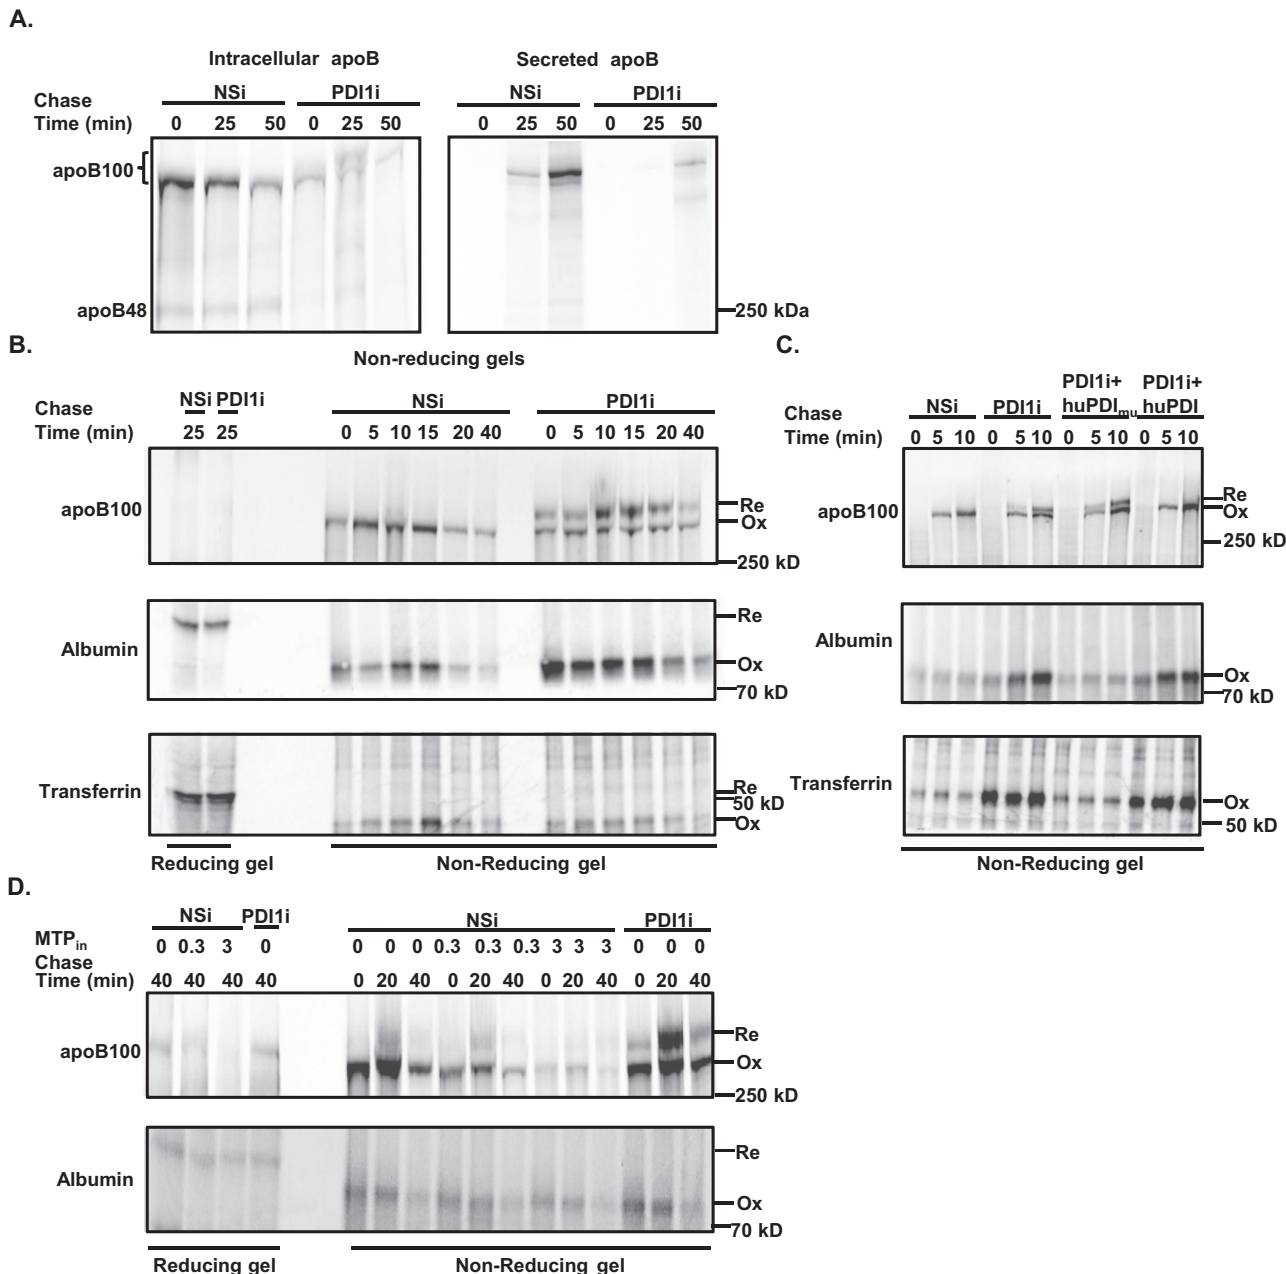 A.
Intracellular apoB
Secreted apoB
Chase
NSi
PDI1i
NSi
PDI1i
Time (min)
0 25 50 0 25 50
0 25 50 0 25 50
apoB100
apoB48
250 kDa
Non-reducing gels
B.
Chase
NSi PDI1i
NSi
PDI1i
Time (min)
25 25
0 5 10 15 20 40
0 5 10 15 20 40
apoB100
Re
Ox
250 kD
Albumin
Re
Ox
70 kD
Transferrin
Re
50 kD
Ox
Reducing gel
Non-Reducing gel
C.
Chase
NSi
PDI1i
PDI1i+
huPDImu
PDI1i+
huPDI
Time (min)
0 5 10 0 5 10 0 5 10 0 5 10
apoB100
Re
Ox
250 kD
Albumin
Ox
70 kD
Transferrin
Ox
50 kD
Non-Reducing gel
D.
NSi
PDI1i
NSi
PDI1i
MTPin
0 0.3 3 0
0 0 0 0.3 0.3 0.3 3 3 3 0 0 0
Chase
Time (min)
40 40 40 40
0 20 40 0 20 40 0 20 40 0 20 40
apoB100
Re
Ox
250 kD
Albumin
Re
Ox
70 kD
Reducing gel
Non-Reducing gel